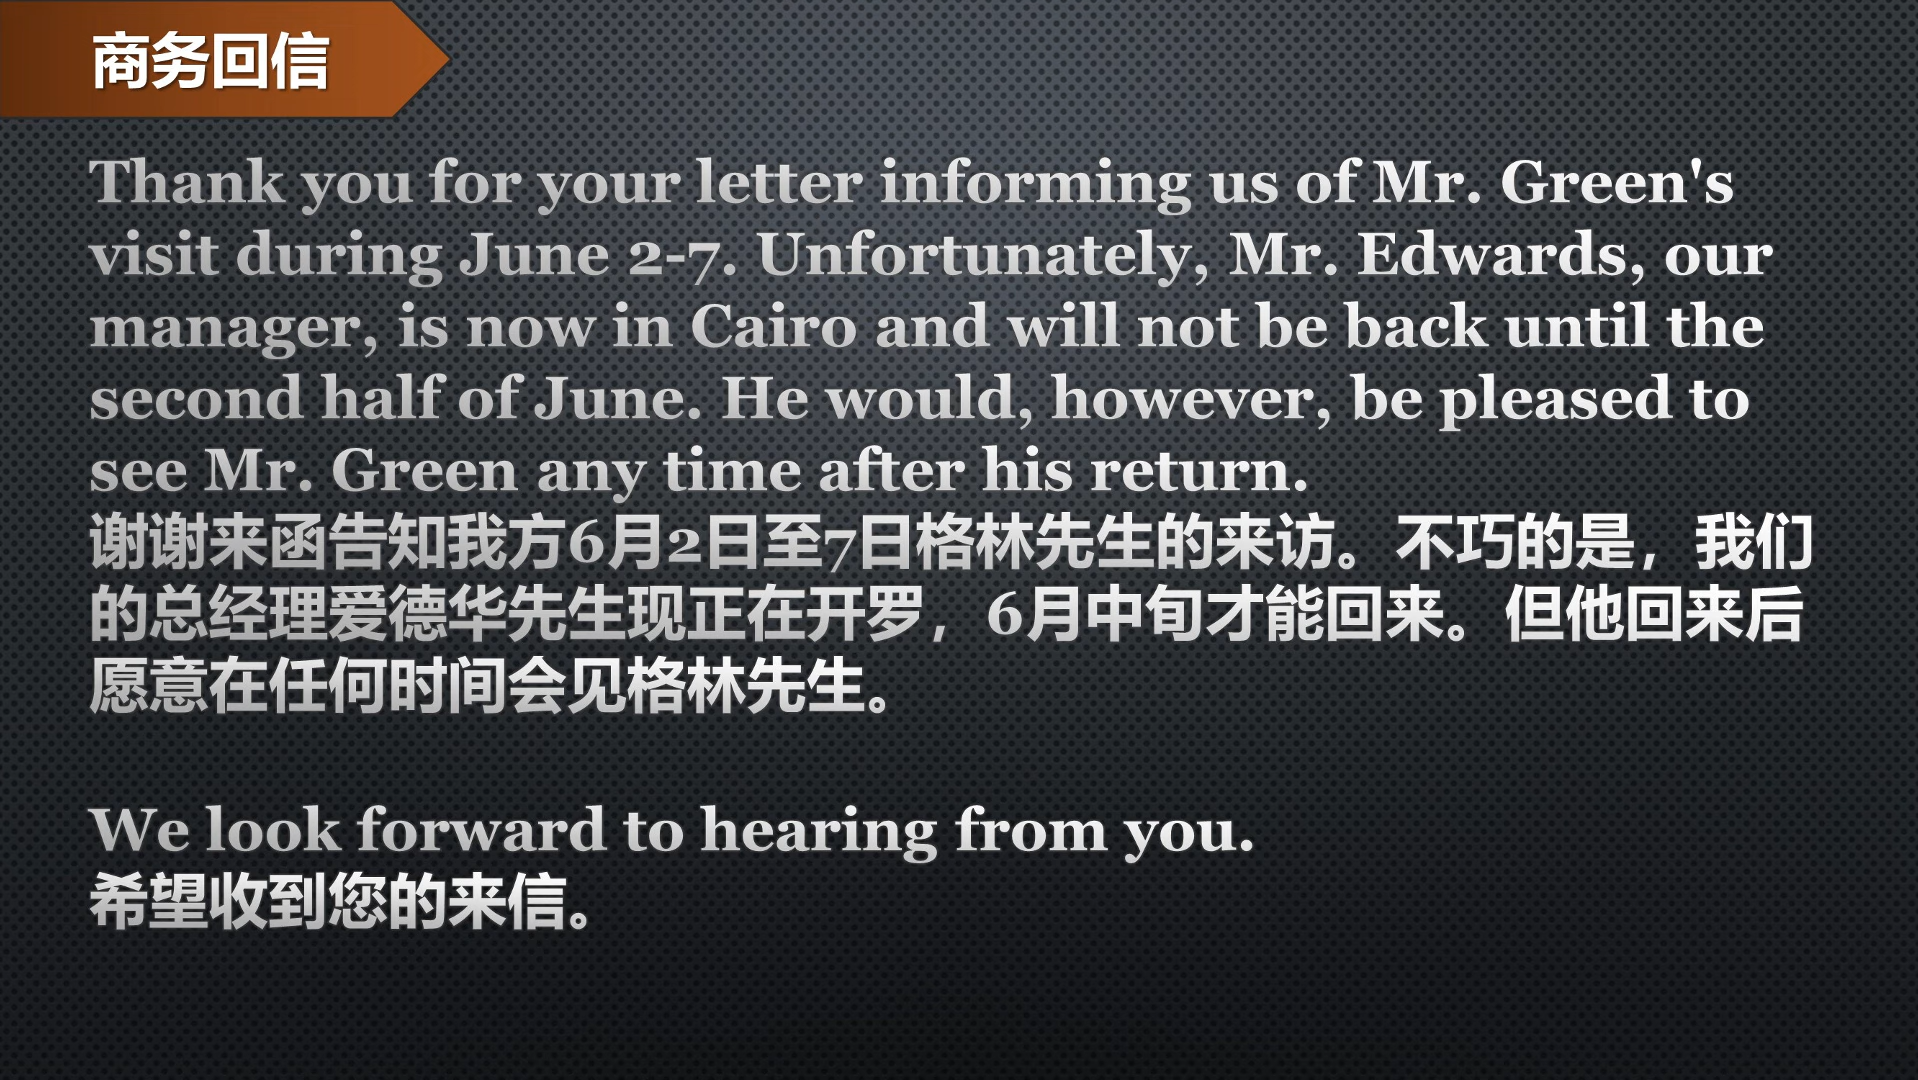 商务回信
Thank you for your letter informing us of Mr. Green's
visit during June 2-7. Unfortunately, Mr. Edwards, our
manager, is now in Cairo and will not be back until the
second half of June. He would, however, be pleased to
see Mr. Green any time after his return.
谢谢来函告知我方6月2日至7日格林先生的来访。不巧的是，我们
的总经理爱德华先生现正在开罗，6月中旬才能回来。但他回来后
愿意在任何时间会见格林先生。
We look forward to hearing from you.
希望收到您的来信。